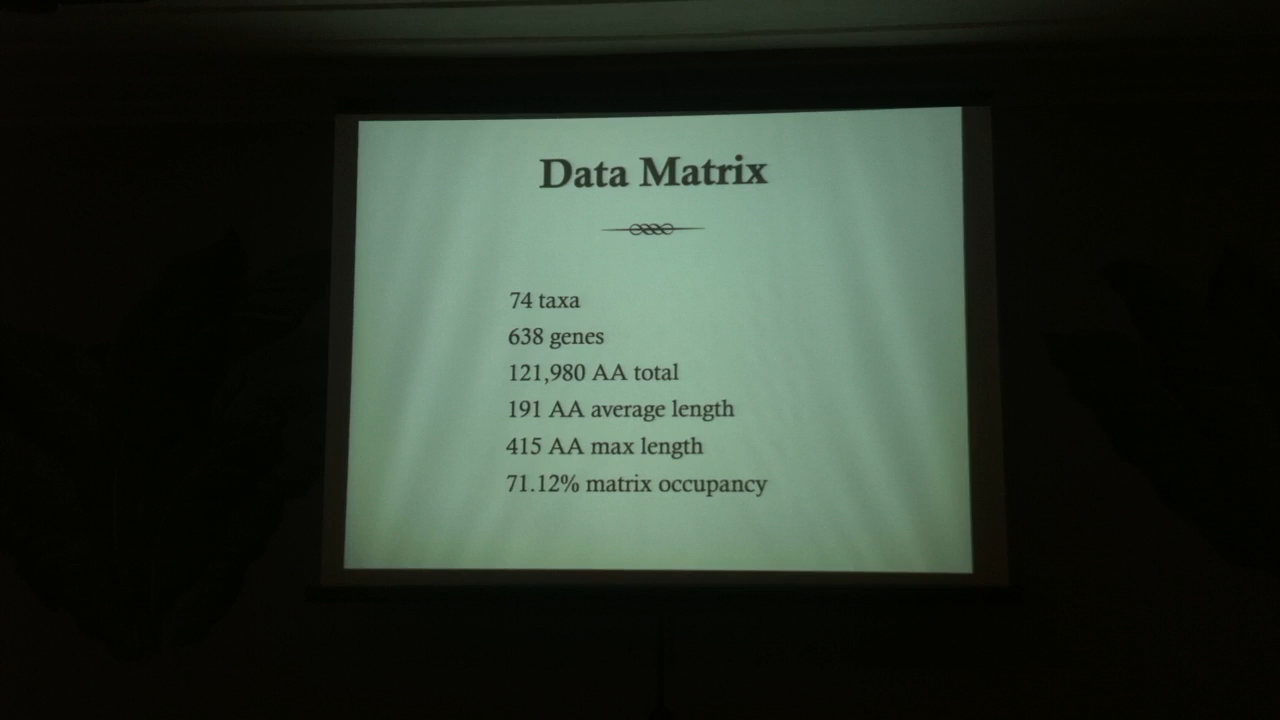 Data Matrix
74 taxa
638 genes
121,980 AA total
191 AA average length
415 AA max length
71.12% matrix occupancy